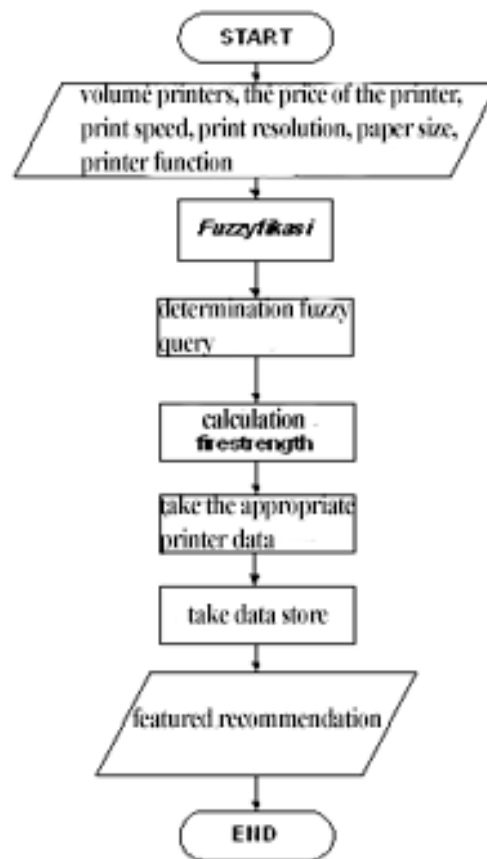 START
volume printers, the price of the printer,
print speed, print resolution, paper size,
printer function
Fuzzyfikasi
determination fuzzy
query
calculation
firestrength
take the appropriate
printer data
take data store
featured recommendation
END